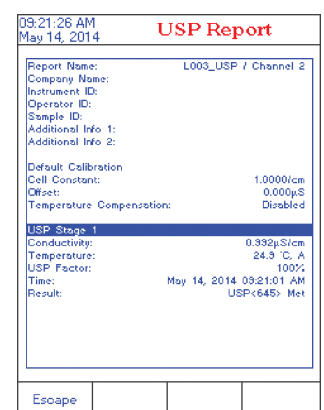 09:21:26 AM
May 14, 2014
USP Report
Report Name: L003_USP / Channel 2
Company Name:
Instrument ID:
Operator ID:
Sample ID:
Additional Info 1:
Additional Info 2:
Default Calibration
Cell Constant: 1.0000/cm
Offset: 0.000µS
Temperature Compensation: Disabled
USP Stage 1
Conductivity: 0.992µS/cm
Temperature: 24.9 °C, A
USP Factor: 100%
Time: May 14, 2014 09:21:01 AM
Result: USP<645> Met
Escape